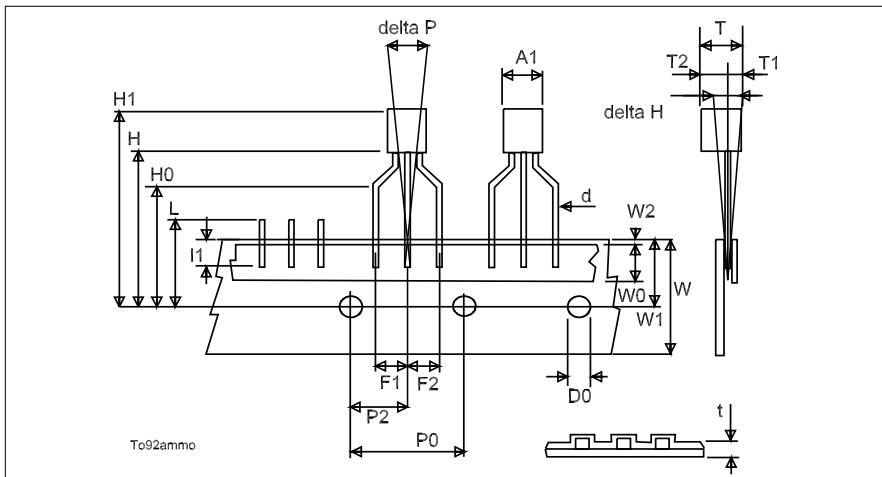 delta P
T
A1
T2
T1
H1
delta H
H
H0
L
d
W2
I1
W
W0
W1
F1
F2
P2
D0
P0
t
To92ammo